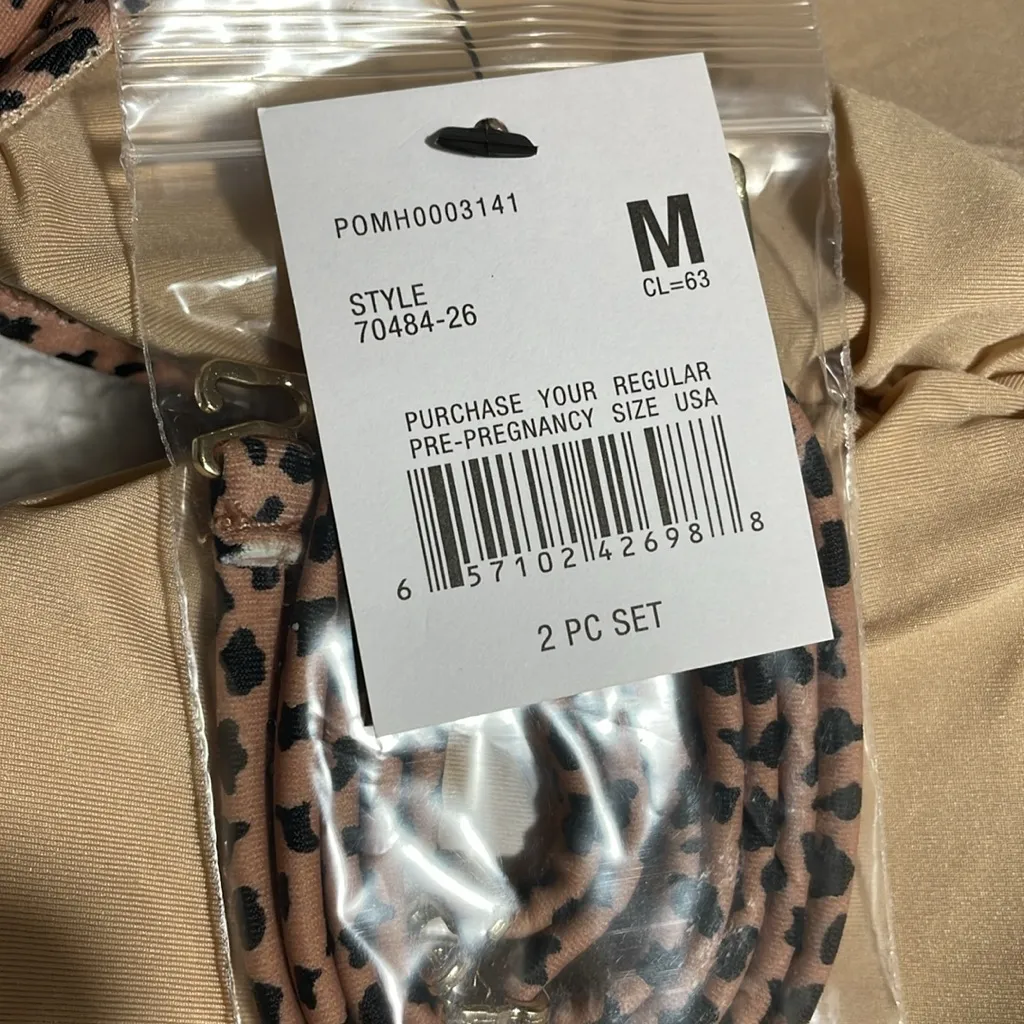 POMH0003141
M
CL=63
STYLE
70484-26
PURCHASE YOUR REGULAR
PRE-PREGNANCY SIZE USA
6 57102 42698 8
2 PC SET